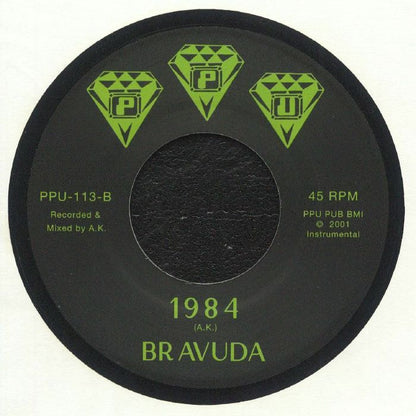 P P U
PPU-113-B
Recorded &
Mixed by A.K.
45 RPM
PPU PUB BMI
© 2001
Instrumental
1984
(A.K.)
BRAVUDA